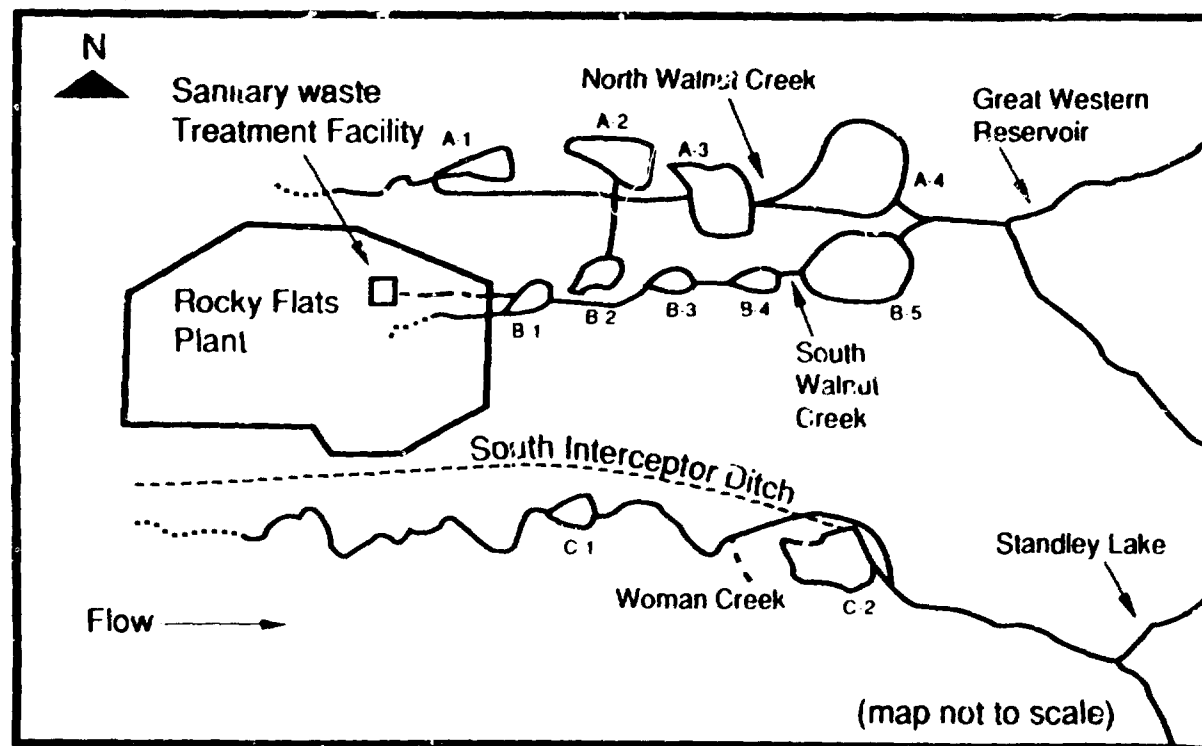 N
Sanitary waste
Treatment Facility
North Walnut Creek
Great Western
Reservoir
A-1
A-2
A-3
A-4
Rocky Flats
Plant
B-1
B-2
B-3
B-4
B-5
South
Walnut
Creek
South Interceptor Ditch
C-1
Woman Creek
C-2
Standley Lake
Flow
(map not to scale)